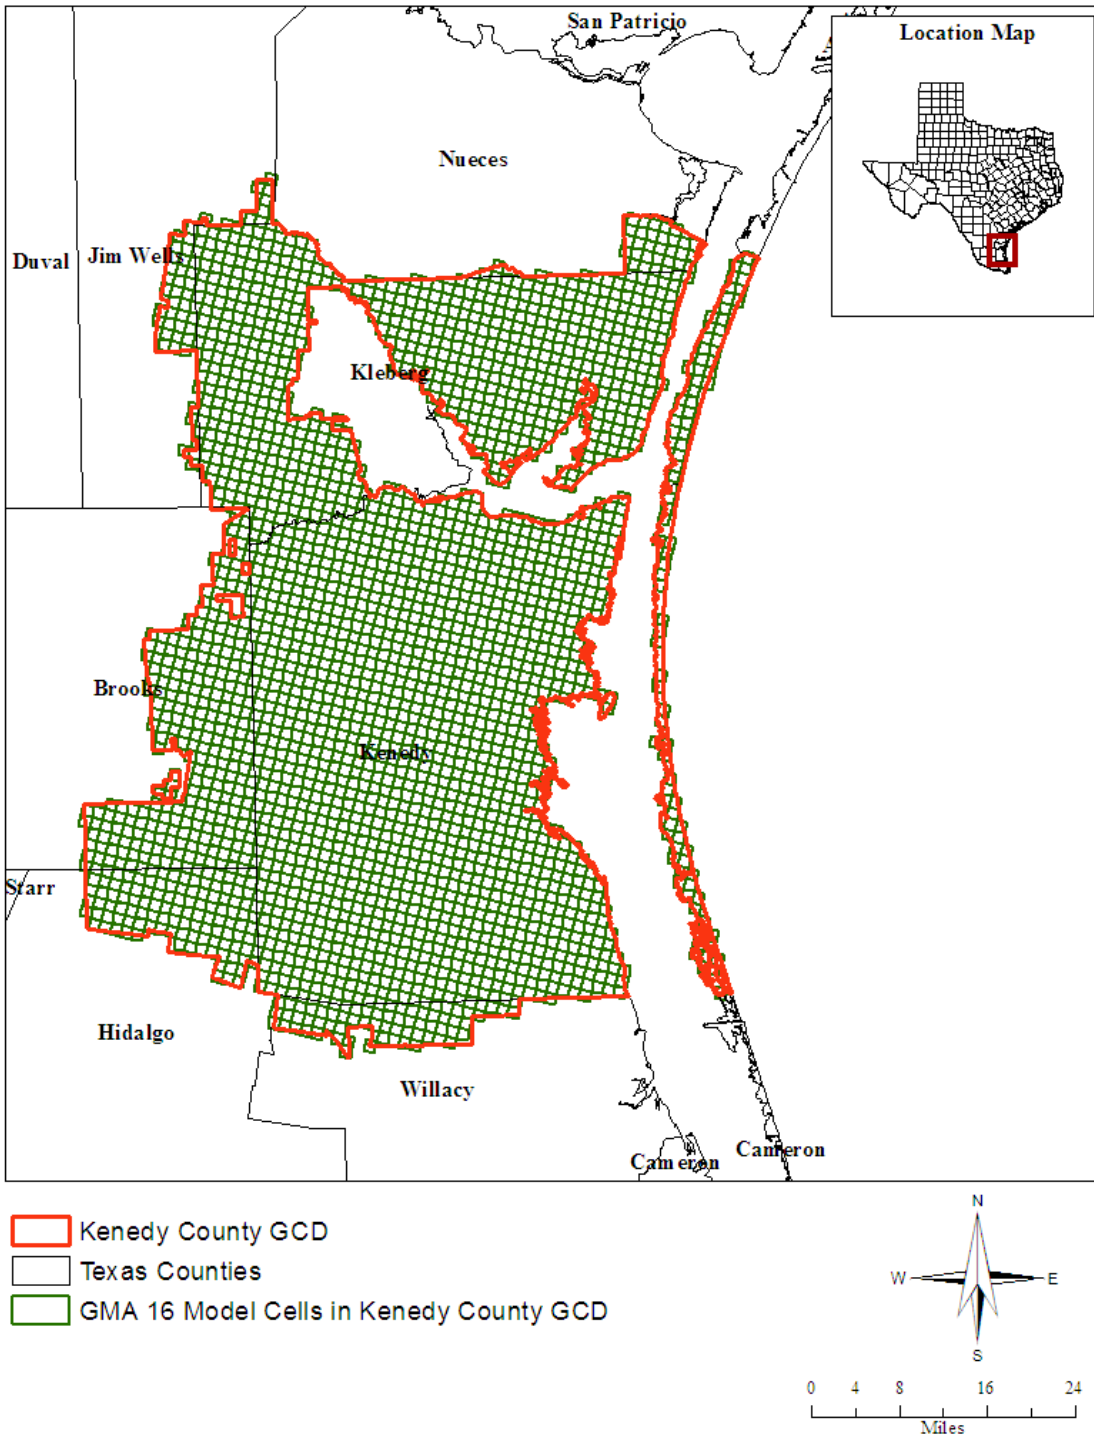 San Patricio
Location Map
Nueces
Duval
Jim Wells
Kleberg
Brooks
Kenedy
Starr
Hidalgo
Willacy
Cameron
Cameron
Kenedy County GCD
Texas Counties
GMA 16 Model Cells in Kenedy County GCD
N
W
E
S
0 4 8 16 24
Miles